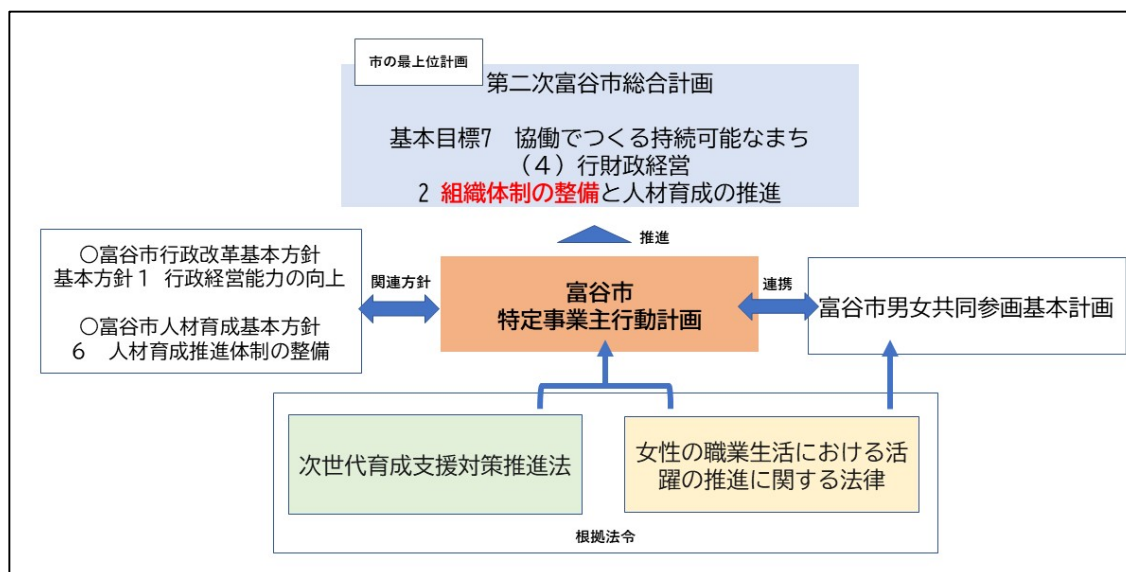 市の最上位計画
第二次富谷市総合計画
基本目標7 協働でつくる持続可能なまち
（４）行財政経営
2 組織体制の整備と人材育成の推進
推進
〇富谷市行政改革基本方針
基本方針１ 行政経営能力の向上
〇富谷市人材育成基本方針
６ 人材育成推進体制の整備
関連方針
富谷市
特定事業主行動計画
連携
富谷市男女共同参画基本計画
次世代育成支援対策推進法
女性の職業生活における活
躍の推進に関する法律
根拠法令